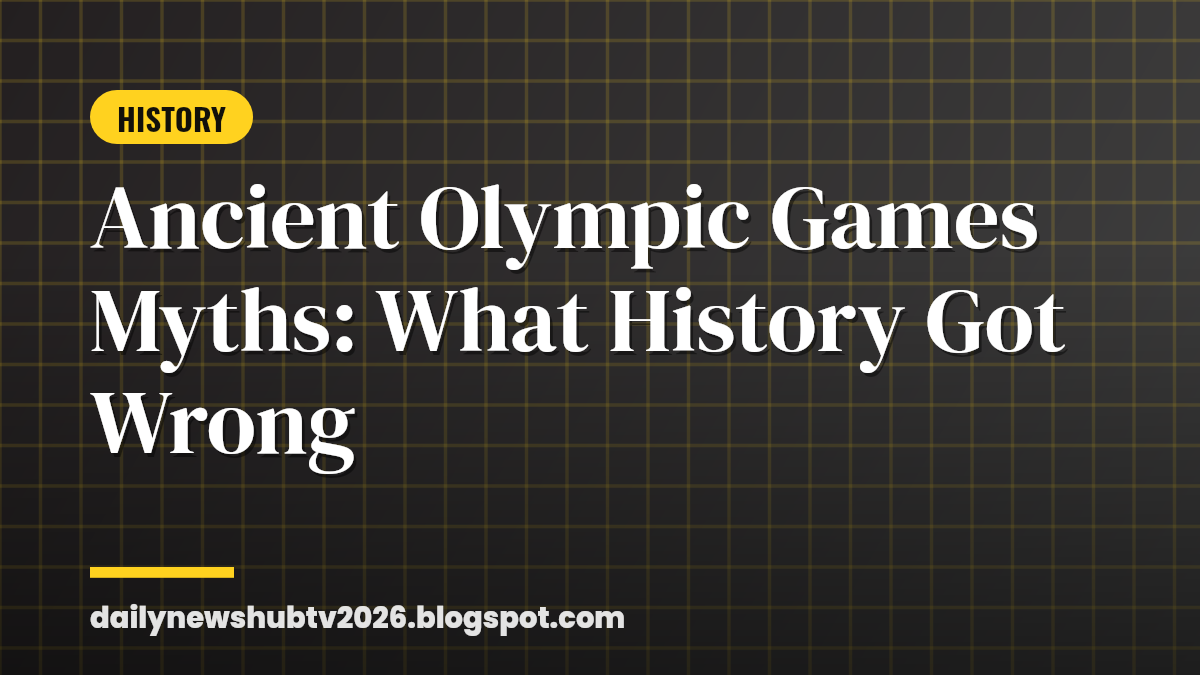 HISTORY
Ancient Olympic Games
Myths: What History Got
Wrong
dailynewshubtv2026.blogspot.com